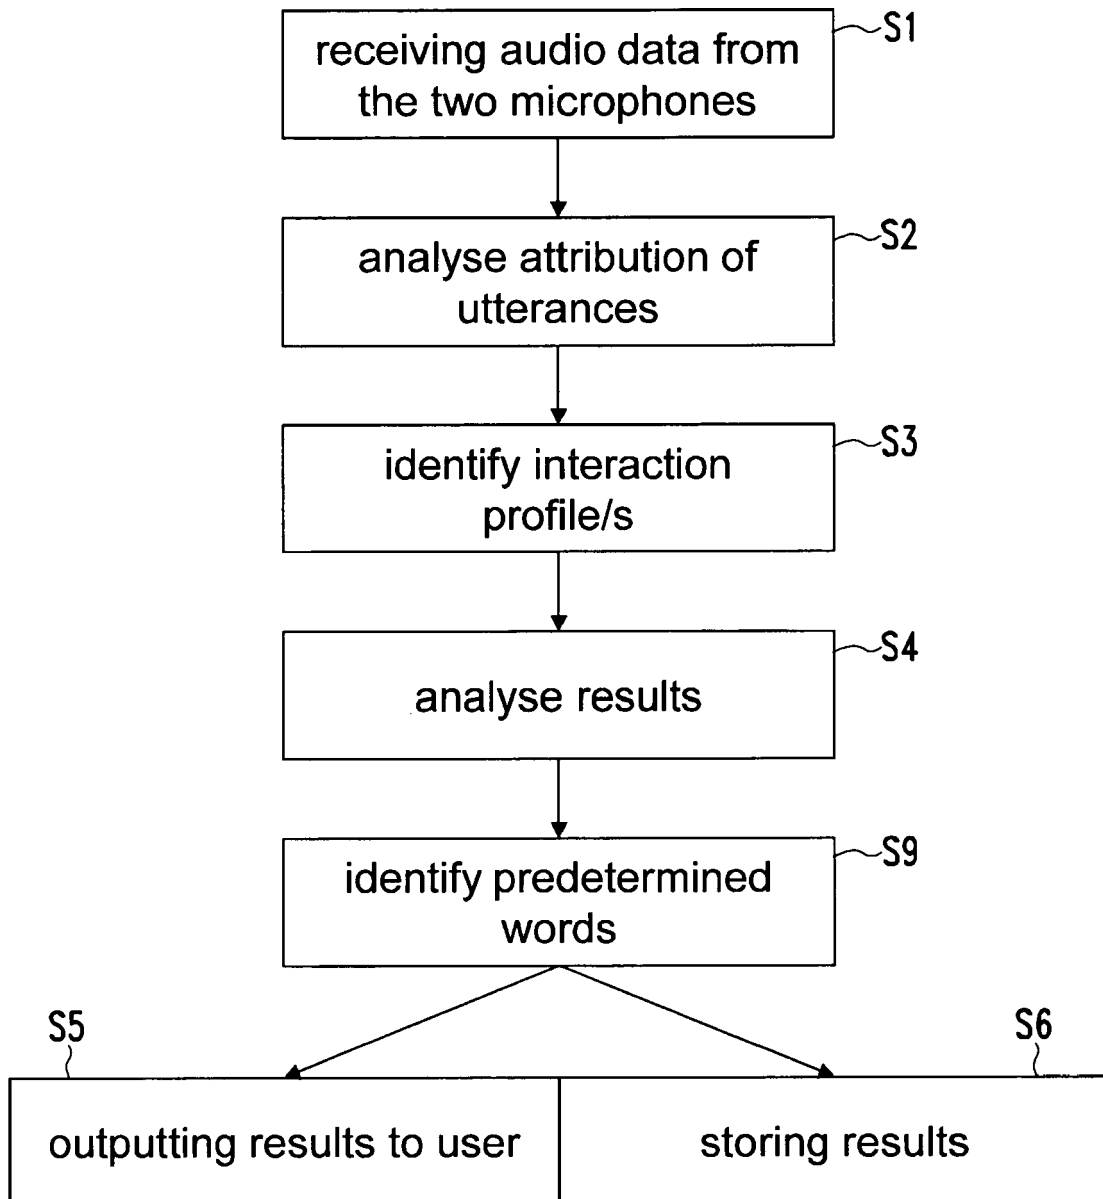 S1
receiving audio data from
the two microphones
S2
analyse attribution of
utterances
S3
identify interaction
profile/s
S4
analyse results
S9
identify predetermined
words
S5
S6
outputting results to user
storing results